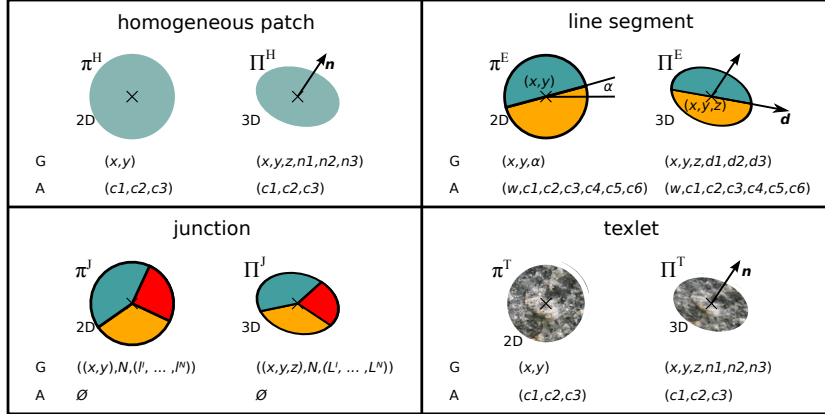 homogeneous patch
π^H
Π^H
n
2D
3D
G (x,y) (x,y,z,n1,n2,n3)
A (c1,c2,c3) (c1,c2,c3)
line segment
π^E
Π^E
(x,y)
α
(x,y,z)
d
2D
3D
G (x,y,α) (x,y,z,d1,d2,d3)
A (w,c1,c2,c3,c4,c5,c6) (w,c1,c2,c3,c4,c5,c6)
junction
π^J
Π^J
2D
3D
G ((x,y),N,(l^I, ... ,l^N)) ((x,y,z),N,(L^I, ... ,L^N))
A Ø Ø
texlet
π^T
Π^T
n
2D
3D
G (x,y) (x,y,z,n1,n2,n3)
A (c1,c2,c3) (c1,c2,c3)